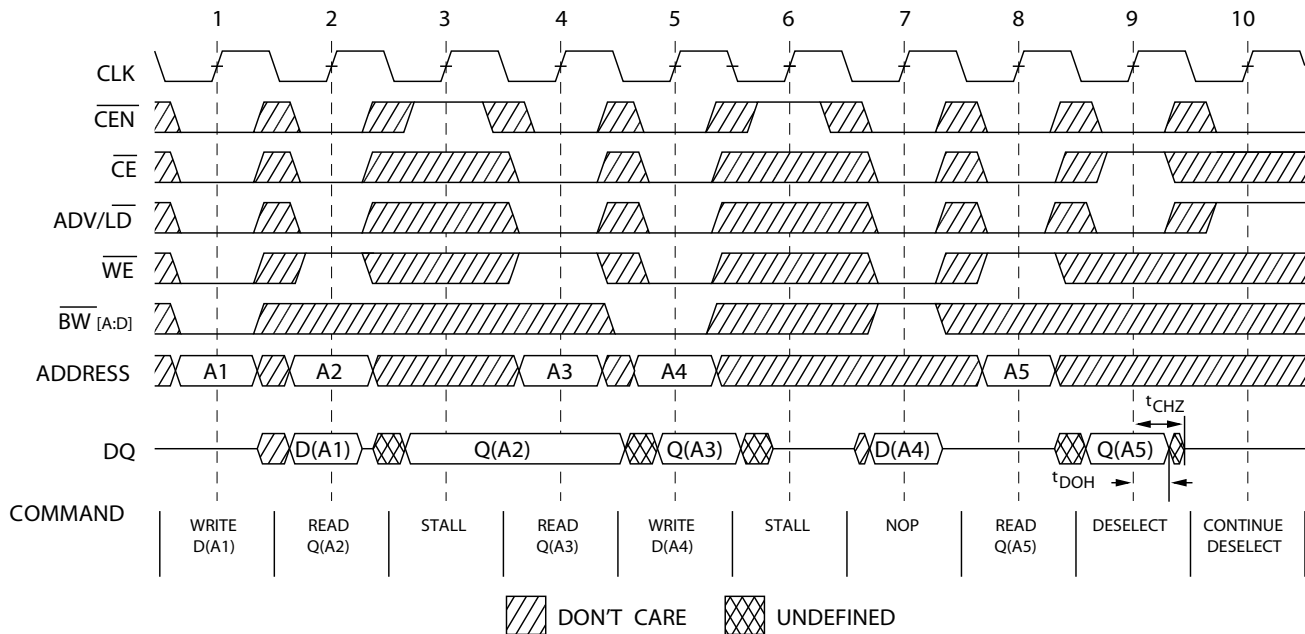 1 2 3 4 5 6 7 8 9 10
CLK
CEN
CE
ADV/LD
WE
BW [A:D]
ADDRESS A1 A2 A3 A4 A5
tCHZ
DQ D(A1) Q(A2) Q(A3) D(A4) Q(A5)
tDOH
COMMAND
WRITE READ STALL READ WRITE STALL NOP READ DESELECT CONTINUE
D(A1) Q(A2) Q(A3) D(A4) Q(A5) DESELECT
DON'T CARE UNDEFINED